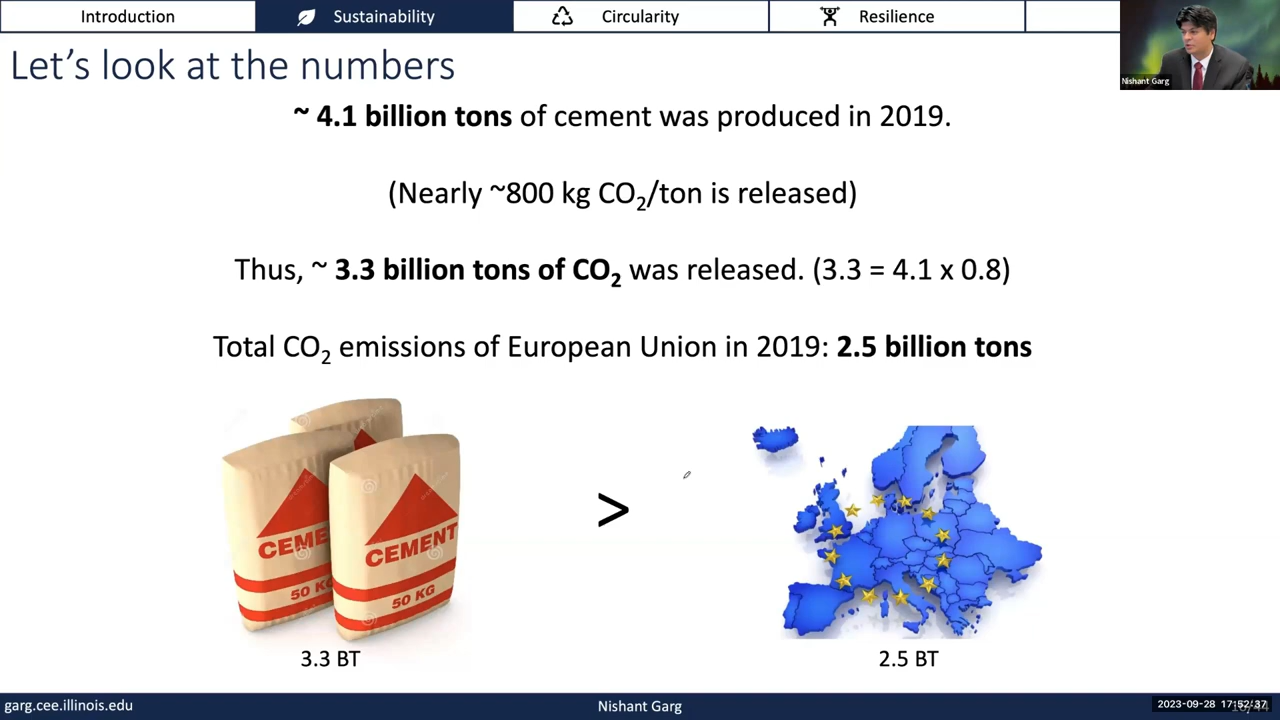 Introduction
Sustainability
Circularity
Resilience
Let's look at the numbers
Nishant Garg
~ 4.1 billion tons of cement was produced in 2019.
(Nearly ~800 kg CO₂/ton is released)
Thus, ~ 3.3 billion tons of CO₂ was released. (3.3 = 4.1 x 0.8)
Total CO₂ emissions of European Union in 2019: 2.5 billion tons
CEME
50 KG
CEMENT
50 KG
>
3.3 BT
2.5 BT
garg.cee.illinois.edu
Nishant Garg
2023-09-28 17:52:37